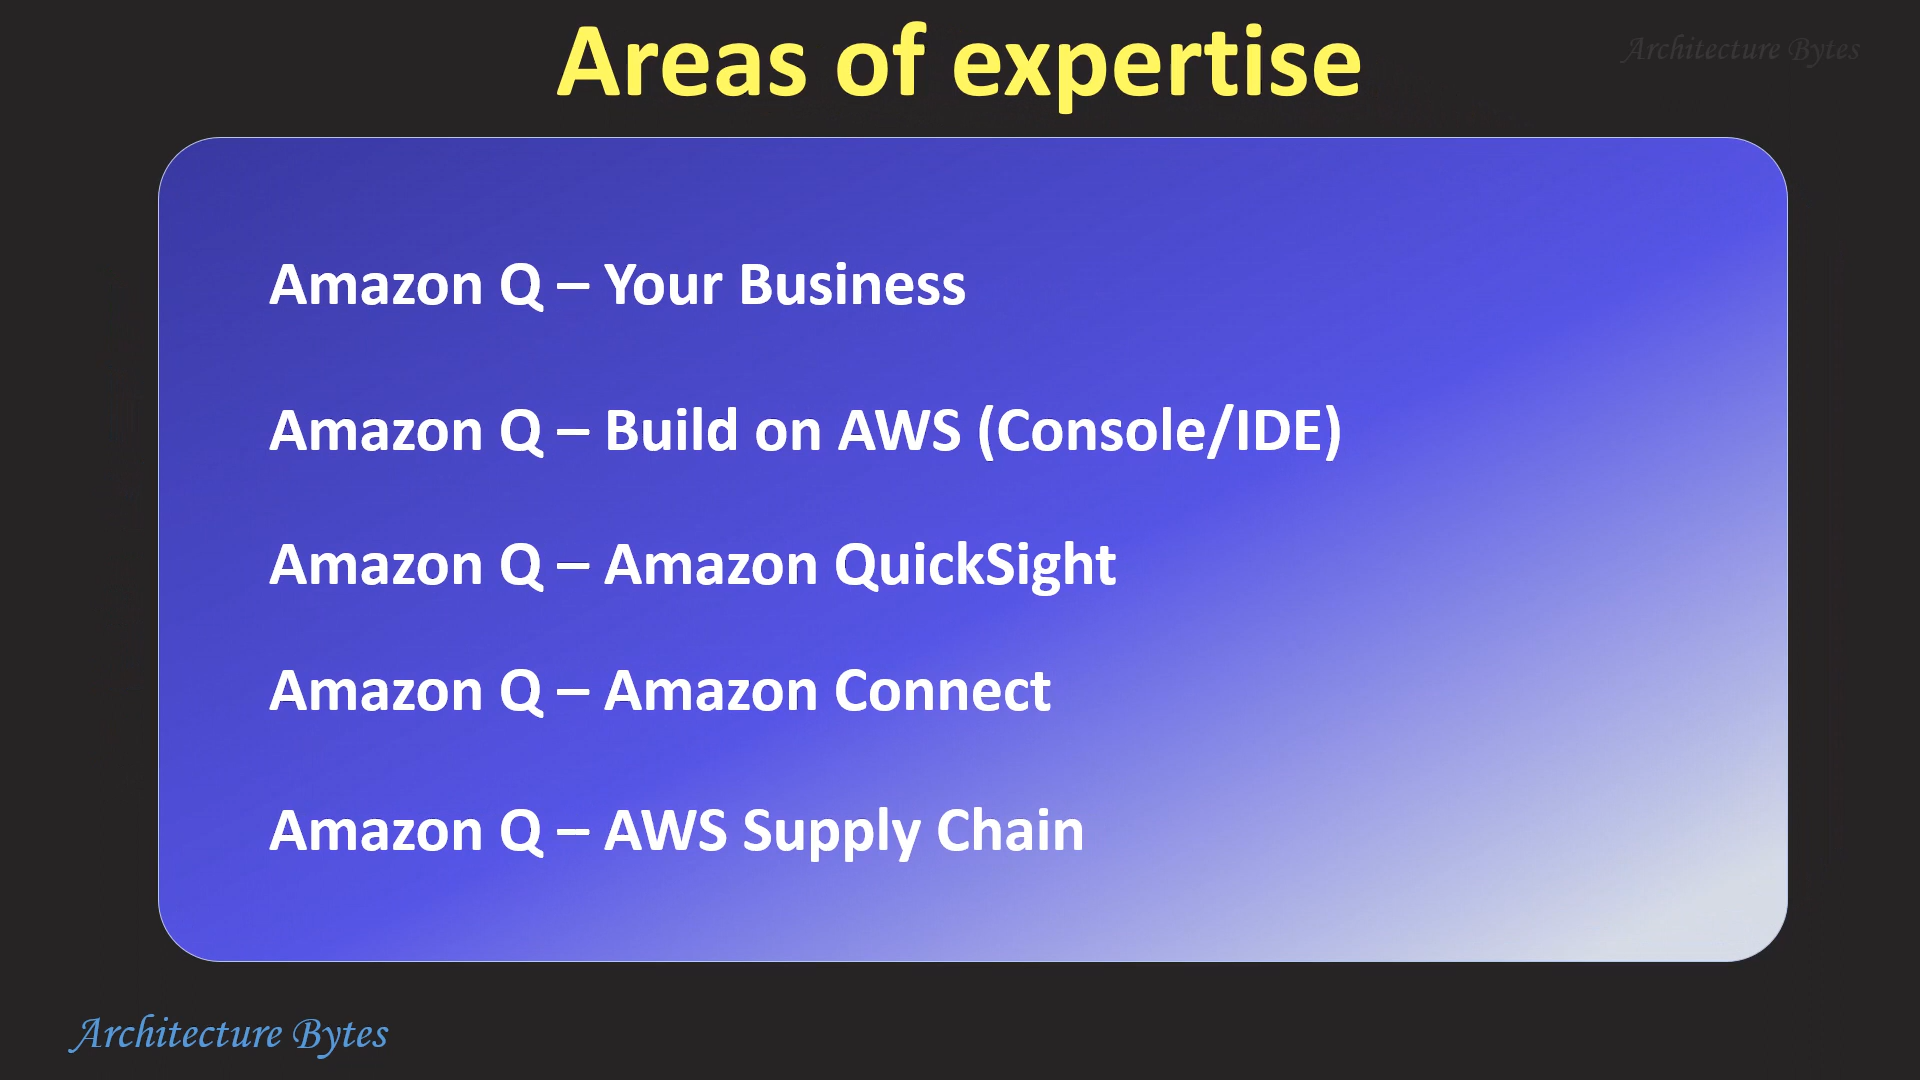 Areas of expertise
Architecture Bytes
Amazon Q – Your Business
Amazon Q – Build on AWS (Console/IDE)
Amazon Q – Amazon QuickSight
Amazon Q – Amazon Connect
Amazon Q – AWS Supply Chain
Architecture Bytes